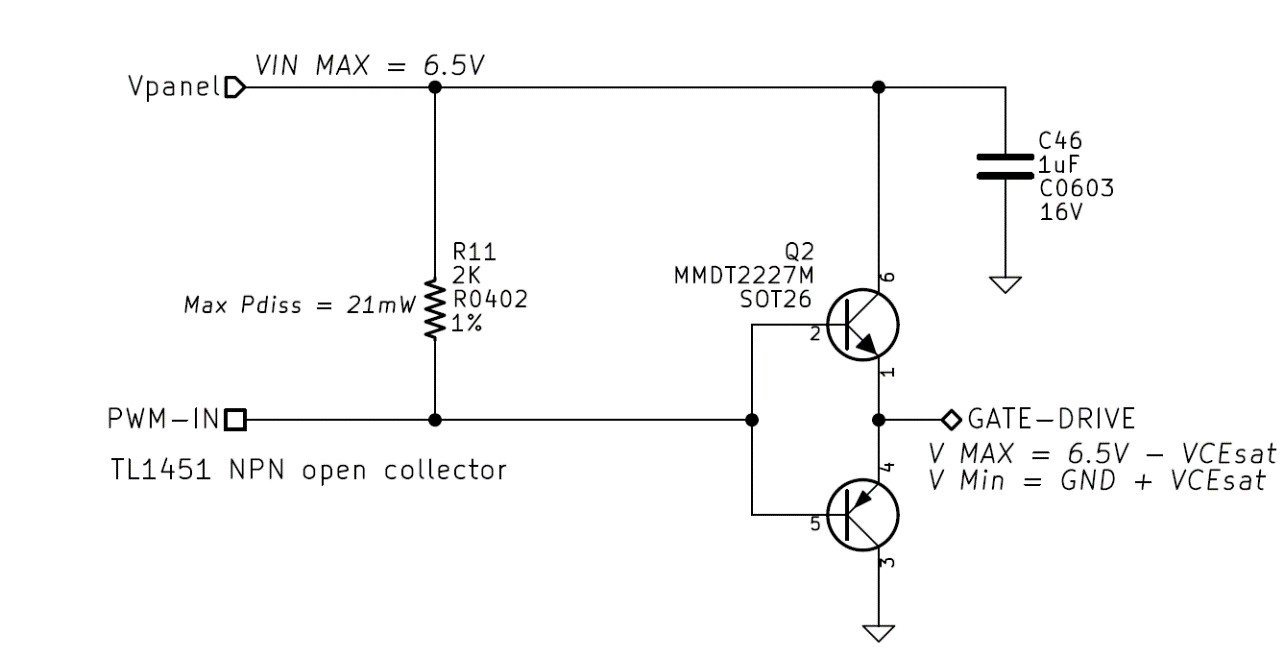 VIN MAX = 6.5V
Vpanel
C46
1uF
C0603
16V
R11
2K
R0402
1%
Max Pdiss = 21mW
Q2
MMDT2227M
SOT26
6
2
1
PWM-IN
TL1451 NPN open collector
GATE-DRIVE
V MAX = 6.5V - VCEsat
V Min = GND + VCEsat
4
5
3